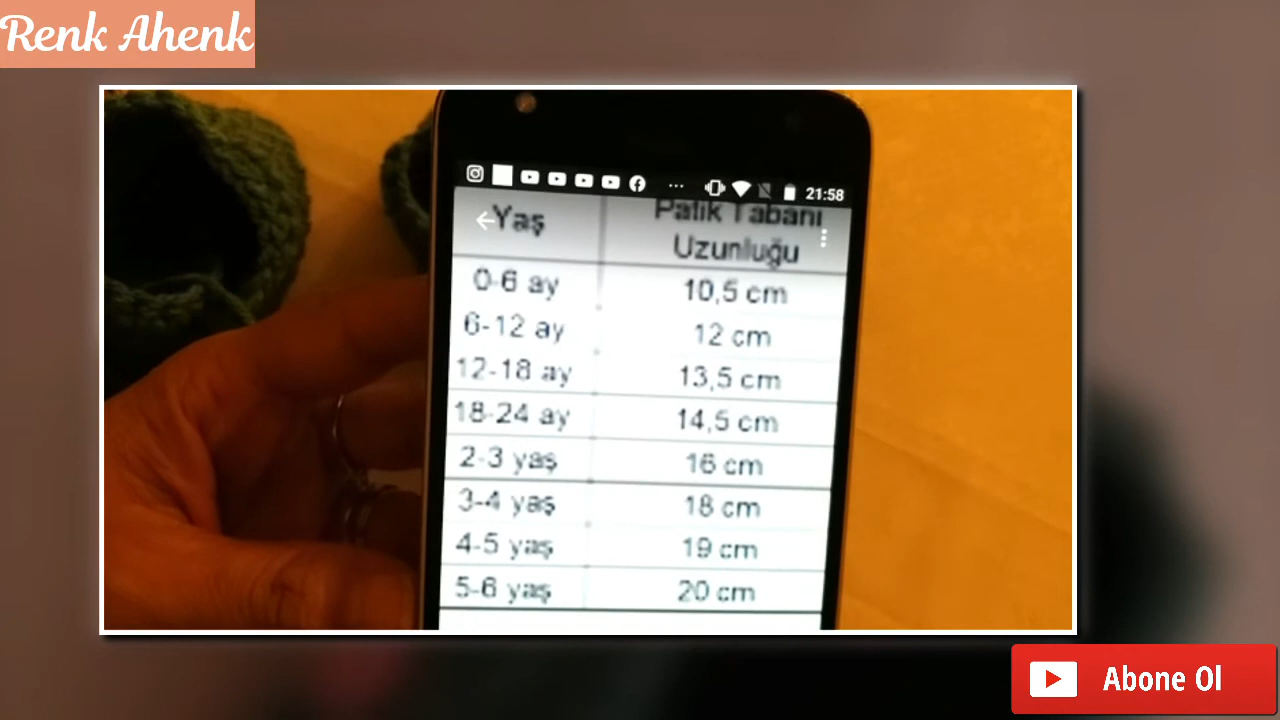 Renk Ahenk
21:58
Yaş
Patik Tabanı
Uzunluğu
0-6 ay 10,5 cm
6-12 ay 12 cm
12-18 ay 13,5 cm
18-24 ay 14,5 cm
2-3 yaş 16 cm
3-4 yaş 18 cm
4-5 yaş 19 cm
5-6 yaş 20 cm
Abone Ol